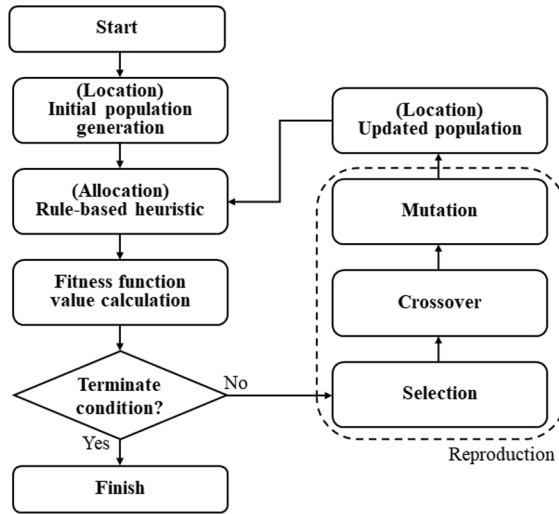 Start
(Location)
Initial population
generation
(Allocation)
Rule-based heuristic
Fitness function
value calculation
Terminate
condition?
No
Yes
Finish
(Location)
Updated population
Mutation
Crossover
Selection
Reproduction